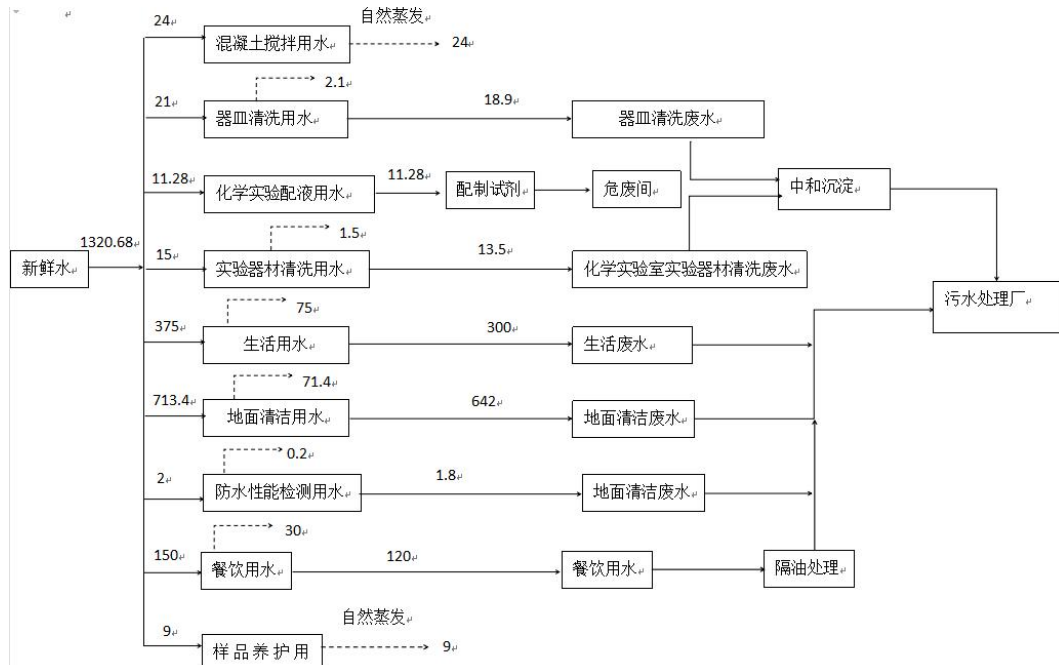 自然蒸发
24
混凝土搅拌用水
24
2.1
21
器皿清洗用水
18.9
器皿清洗废水
11.28
化学实验配液用水
11.28
配制试剂
危废间
中和沉淀
1320.68
新鲜水
1.5
15
实验器材清洗用水
13.5
化学实验室实验器材清洗废水
污水处理厂
75
375
生活用水
300
生活废水
71.4
713.4
地面清洁用水
642
地面清洁废水
0.2
2
防水性能检测用水
1.8
地面清洁废水
30
150
餐饮用水
120
餐饮用水
隔油处理
自然蒸发
9
样品养护用
9